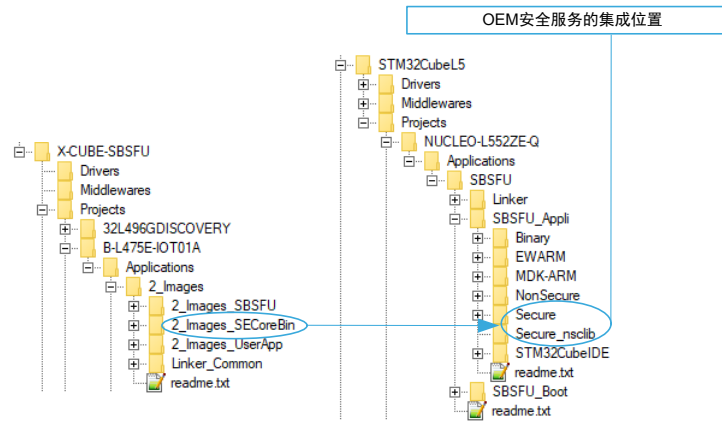 OEM安全服务的集成位置
X-CUBE-SBSFU
Drivers
Middlewares
Projects
32L496GDISCOVERY
B-L475E-IOT01A
Applications
2_Images
2_Images_SBSFU
2_Images_SECoreBin
2_Images_UserApp
Linker_Common
readme.txt
STM32CubeL5
Drivers
Middlewares
Projects
NUCLEO-L552ZE-Q
Applications
SBSFU
Linker
SBSFU_Appli
Binary
EWARM
MDK-ARM
NonSecure
Secure
Secure_nsclib
STM32CubeIDE
readme.txt
SBSFU_Boot
readme.txt